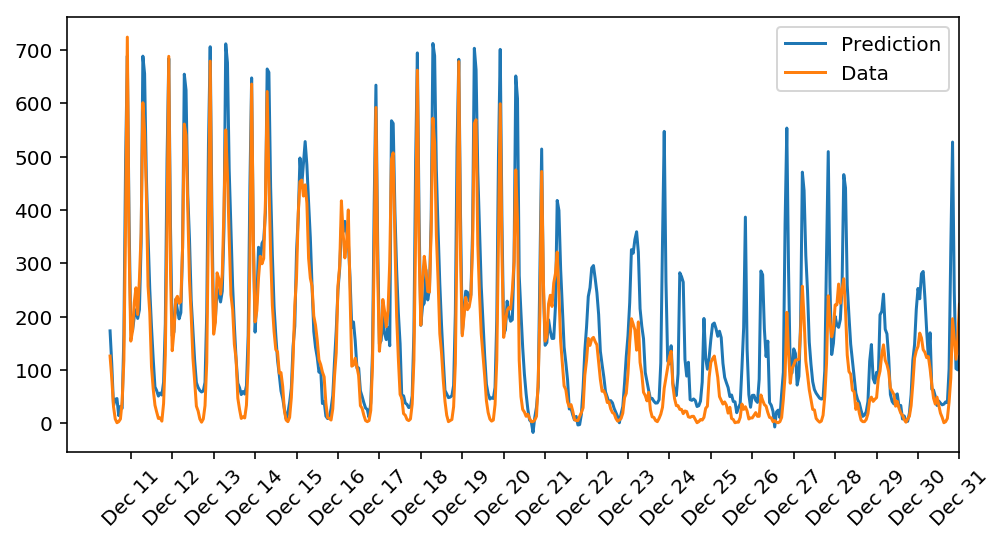 Prediction
Data
700
600
500
400
300
200
100
0
Dec 11
Dec 12
Dec 13
Dec 14
Dec 15
Dec 16
Dec 17
Dec 18
Dec 19
Dec 20
Dec 21
Dec 22
Dec 23
Dec 24
Dec 25
Dec 26
Dec 27
Dec 28
Dec 29
Dec 30
Dec 31